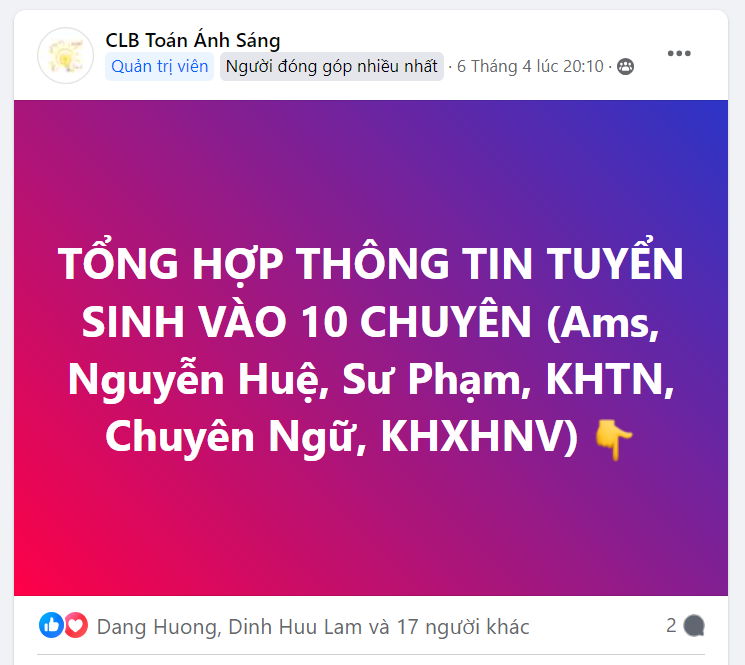 CLB Toán Ánh Sáng
Quản trị viên Người đóng góp nhiều nhất · 6 Tháng 4 lúc 20:10 ·
TỔNG HỢP THÔNG TIN TUYỂN
SINH VÀO 10 CHUYÊN (Ams,
Nguyễn Huệ, Sư Phạm, KHTN,
Chuyên Ngữ, KHXHNV) 👇
Dang Huong, Dinh Huu Lam và 17 người khác
2